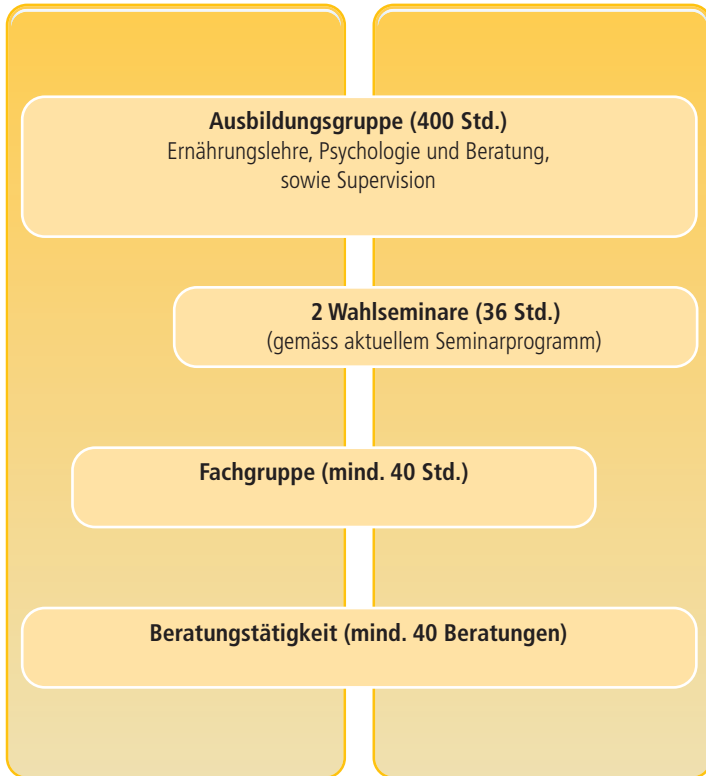 Ausbildungsgruppe (400 Std.)
Ernährungslehre, Psychologie und Beratung,
sowie Supervision
2 Wahlseminare (36 Std.)
(gemäss aktuellem Seminarprogramm)
Fachgruppe (mind. 40 Std.)
Beratungstätigkeit (mind. 40 Beratungen)